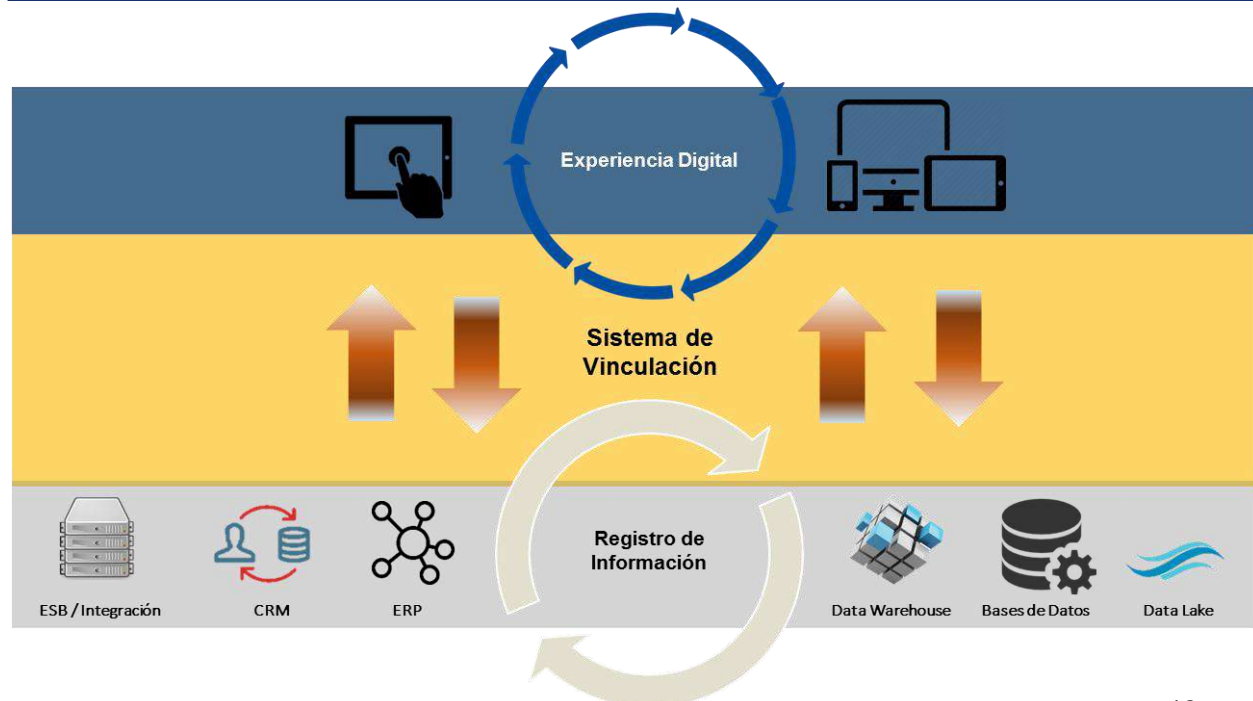 Experiencia Digital
Sistema de
Vinculación
Registro de
Información
ESB / Integración
CRM
ERP
Data Warehouse
Bases de Datos
Data Lake